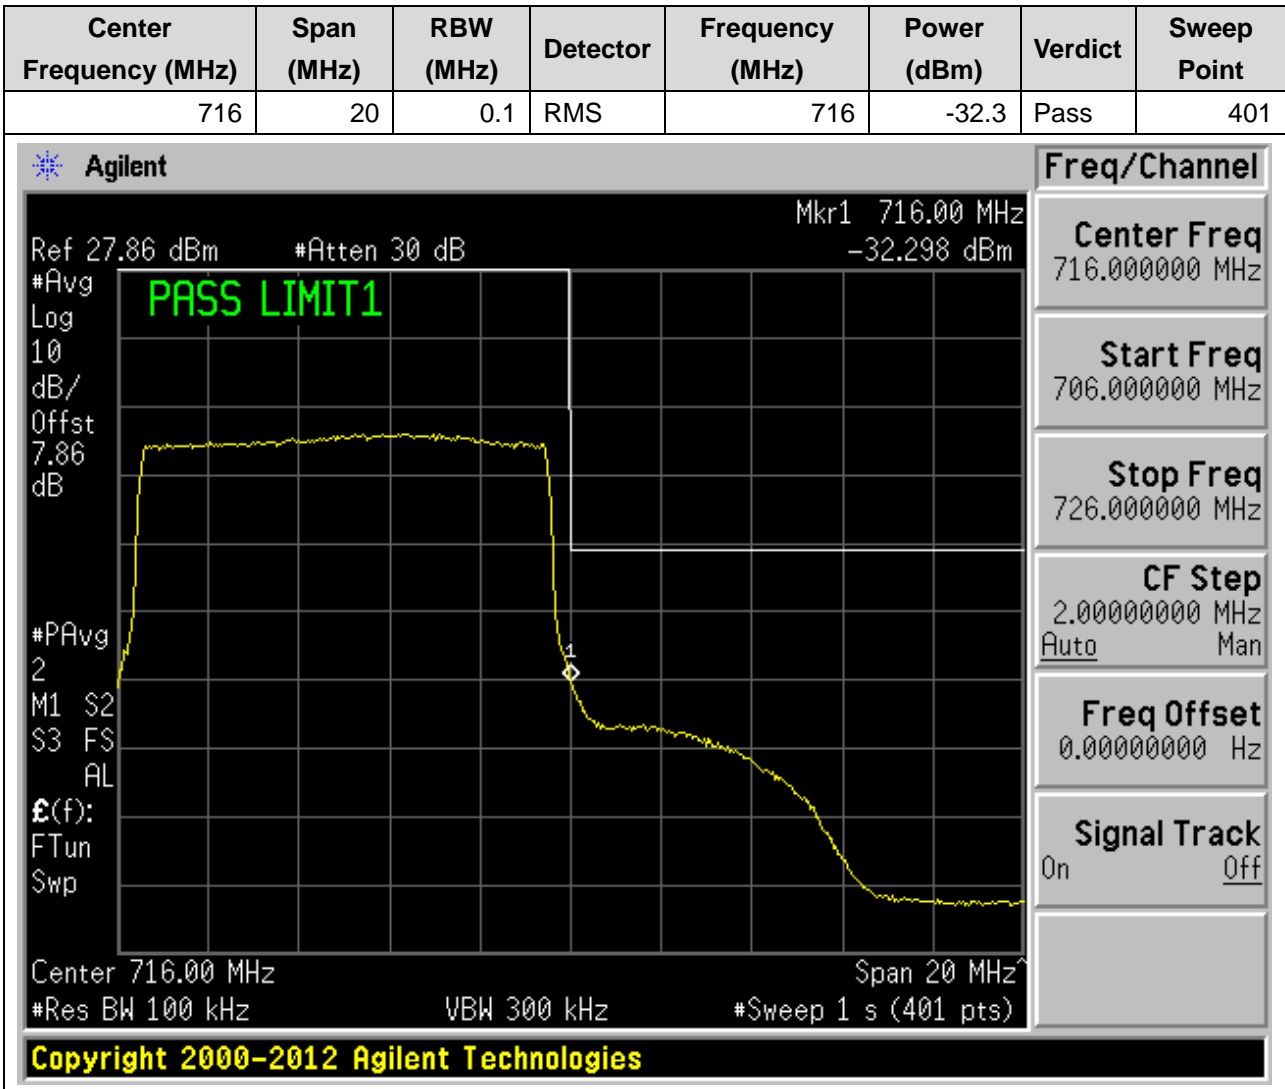 Center Frequency (MHz) Span (MHz) RBW (MHz) Detector Frequency (MHz) Power (dBm) Verdict Sweep Point
716 20 0.1 RMS 716 -32.3 Pass 401
Agilent
Freq/Channel
Mkr1 716.00 MHz
Ref 27.86 dBm #Atten 30 dB -32.298 dBm
#Avg
Log
10
dB/
Offst
7.86
dB
PASS LIMIT1
1
#PAvg
2
M1 S2
S3 FS
AL
£(f):
FTun
Swp
Center 716.00 MHz Span 20 MHz^
#Res BW 100 kHz VBW 300 kHz #Sweep 1 s (401 pts)
Center Freq
716.000000 MHz
Start Freq
706.000000 MHz
Stop Freq
726.000000 MHz
CF Step
2.00000000 MHz
Auto Man
Freq Offset
0.00000000 Hz
Signal Track
On Off
Copyright 2000-2012 Agilent Technologies